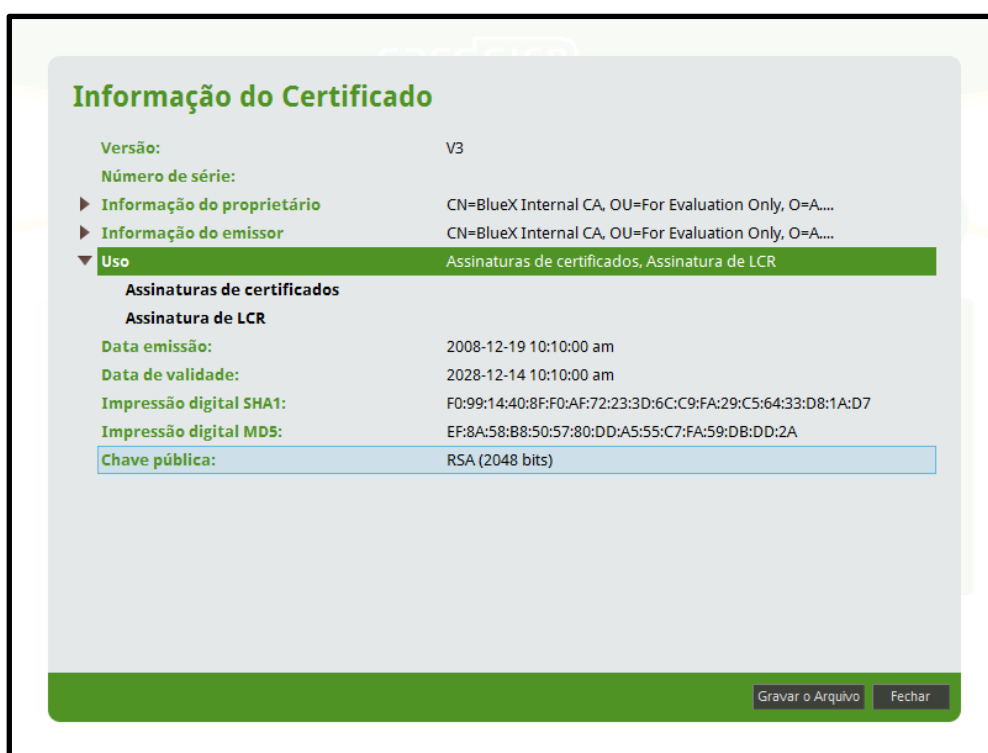 Informação do Certificado
Versão: V3
Número de série:
Informação do proprietário CN=BlueX Internal CA, OU=For Evaluation Only, O=A....
Informação do emissor CN=BlueX Internal CA, OU=For Evaluation Only, O=A....
Uso Assinaturas de certificados, Assinatura de LCR
Assinaturas de certificados
Assinatura de LCR
Data emissão: 2008-12-19 10:10:00 am
Data de validade: 2028-12-14 10:10:00 am
Impressão digital SHA1: F0:99:14:40:8F:F0:AF:72:23:3D:6C:C9:FA:29:C5:64:33:D8:1A:D7
Impressão digital MD5: EF:8A:58:B8:50:57:80:DD:A5:55:C7:FA:59:DB:DD:2A
Chave pública: RSA (2048 bits)
Gravar o Arquivo Fechar